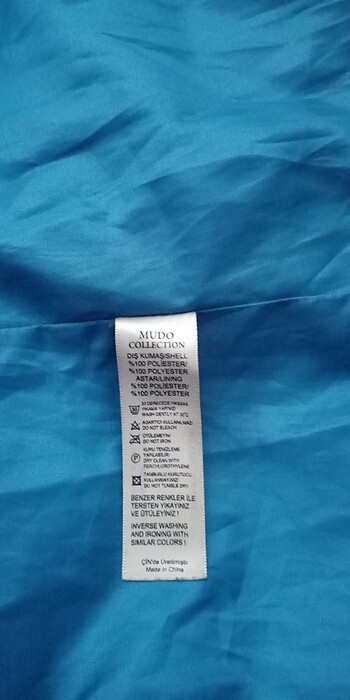 MUDO
COLLECTION
DIŞ KUMAŞ/SHELL
%100 POLİESTER/
%100 POLYESTER
ASTAR/LINING
%100 POLİESTER/
%100 POLYESTER
30 DERECEDE HASSAS
YIKAMA YAPINIZ!
WASH GENTLY AT 30°C
AĞARTICI KULLANILMAZ!
DO NOT BLEACH
ÜTÜLEMEYİN!
DO NOT IRON
KURU TEMİZLEME
YAPILABİLİR!
DRY CLEAN WITH
PERCHLOROTHYLENE
TAMBURLU KURUTUCU
KULLANMAYINIZ!
DO NOT TUMBLE DRY
BENZER RENKLER İLE
TERSTEN YIKAYINIZ
VE ÜTÜLEYİNİZ !
INVERSE WASHING
AND IRONING WITH
SIMILAR COLORS !
ÇİN'de Üretilmiştir
Made in China